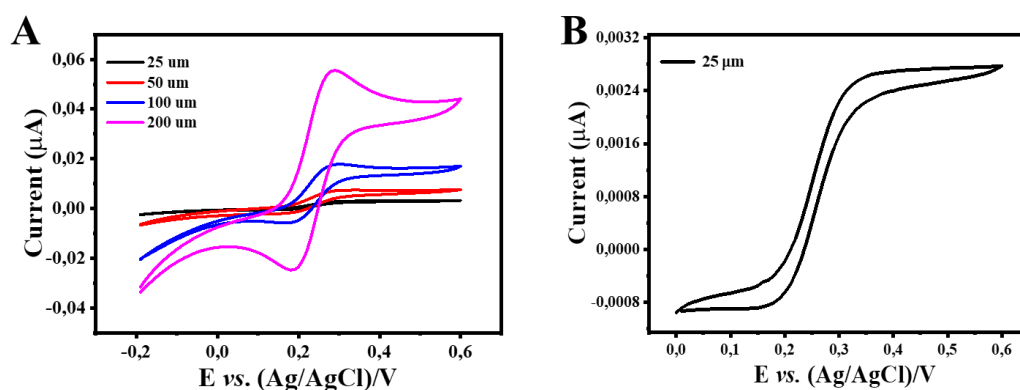 A
0,06
0,04
0,02
0,00
-0,02
-0,04
Current (μA)
25 um
50 um
100 um
200 um
-0,2
0,0
0,2
0,4
0,6
E vs. (Ag/AgCl)/V
B
0,0032
0,0024
0,0016
0,0008
0,0000
-0,0008
Current (μA)
25 μm
0,0
0,1
0,2
0,3
0,4
0,5
0,6
E vs. (Ag/AgCl)/V